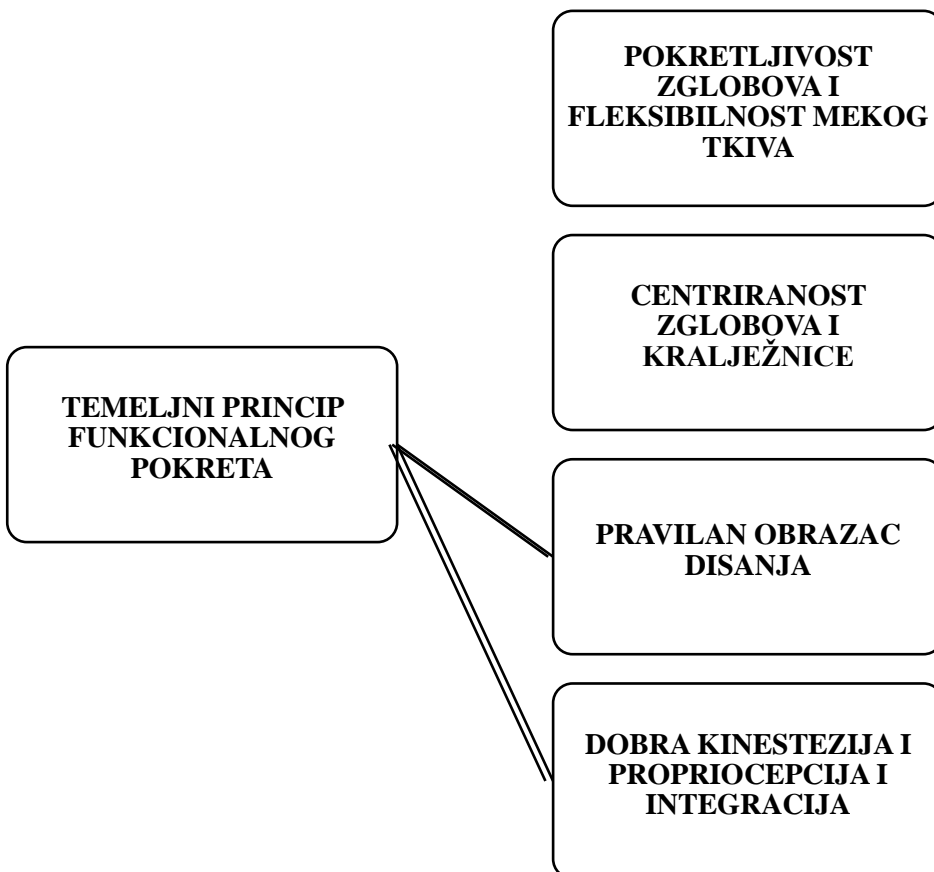 TEMELJNI PRINCIP
FUNKCIONALNOG
POKRETA
POKRETLJIVOST
ZGLOBOVA I
FLEKSIBILNOST MEKOG
TKIVA
CENTRIRANOST
ZGLOBOVA I
KRALJEŽNICE
PRAVILAN OBRAZAC
DISANJA
DOBRA KINESTEZIJA I
PROPRIOCEPCIJA I
INTEGRACIJA